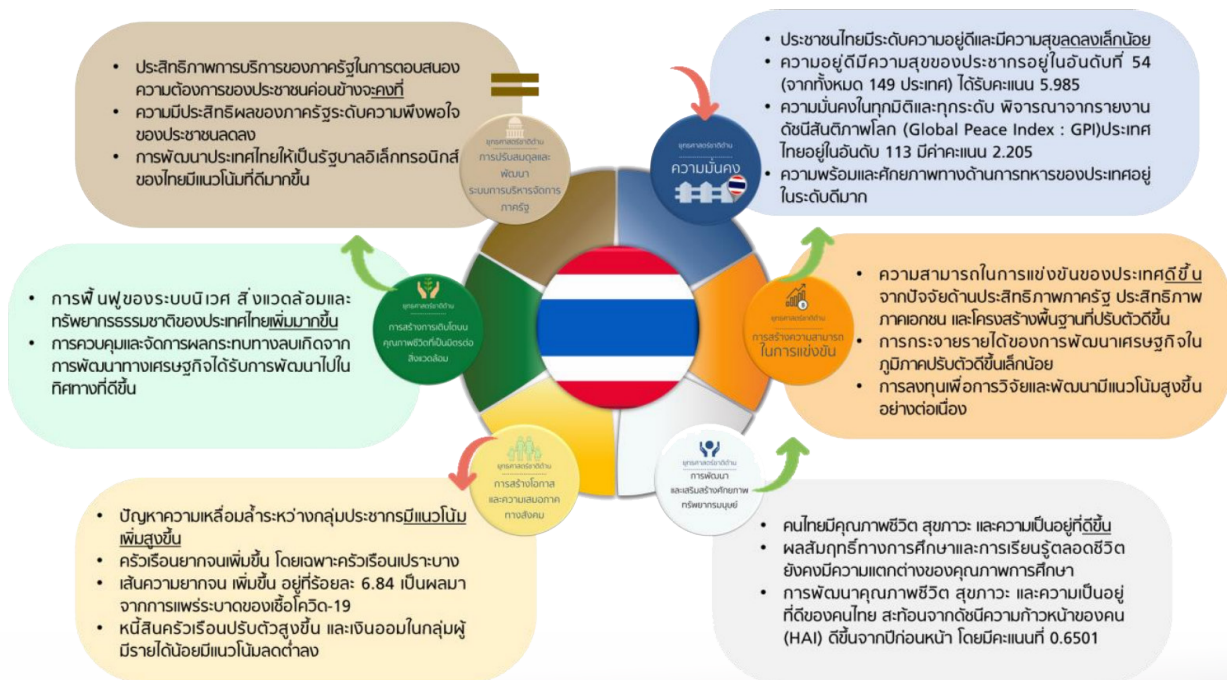 • ประสิทธิภาพการบริการของภาครัฐในการตอบสนอง
ความต้องการของประชาชนค่อนข้างจะคงที่
• ความมีประสิทธิผลของภาครัฐระดับความพึงพอใจ
ของประชาชนลดลง
• การพัฒนาประเทศไทยให้เป็นรัฐบาลอิเล็กทรอนิกส์
ของไทยมีแนวโน้มที่ดีมากขึ้น
ยุทธศาสตร์ชาติด้าน
การปรับสมดุลและ
พัฒนา
ระบบการบริหารจัดการ
ภาครัฐ
• ประชาชนไทยมีระดับความอยู่ดีและมีความสุขลดลงเล็กน้อย
• ความอยู่ดีมีความสุขของประชากรอยู่ในอันดับที่ 54
(จากทั้งหมด 149 ประเทศ) ได้รับคะแนน 5.985
• ความมั่นคงในทุกมิติและทุกระดับ พิจารณาจากรายงาน
ดัชนีสันติภาพโลก (Global Peace Index : GPI)ประเทศ
ไทยอยู่ในอันดับ 113 มีค่าคะแนน 2.205
• ความพร้อมและศักยภาพทางด้านการทหารของประเทศอยู่
ในระดับดีมาก
ยุทธศาสตร์ชาติด้าน
ความมั่นคง
• การฟื้นฟูของระบบนิเวศ สิ่งแวดล้อมและ
ทรัพยากรธรรมชาติของประเทศไทยเพิ่มมากขึ้น
• การควบคุมและจัดการผลกระทบทางลบเกิดจาก
การพัฒนาทางเศรษฐกิจได้รับการพัฒนาไปใน
ทิศทางที่ดีขึ้น
ยุทธศาสตร์ชาติด้าน
การสร้างการเติบโตบน
คุณภาพชีวิตที่เป็นมิตรต่อ
สิ่งแวดล้อม
ยุทธศาสตร์ชาติด้าน
การสร้างความสามารถ
ในการแข่งขัน
• ความสามารถในการแข่งขันของประเทศดีขึ้น
จากปัจจัยด้านประสิทธิภาพภาครัฐ ประสิทธิภาพ
ภาคเอกชน และโครงสร้างพื้นฐานที่ปรับตัวดีขึ้น
• การกระจายรายได้ของการพัฒนาเศรษฐกิจใน
ภูมิภาคปรับตัวดีขึ้นเล็กน้อย
• การลงทุนเพื่อการวิจัยและพัฒนามีแนวโน้มสูงขึ้น
อย่างต่อเนื่อง
ยุทธศาสตร์ชาติด้าน
การสร้างโอกาส
และความเสมอภาค
ทางสังคม
• ปัญหาความเหลื่อมล้ำระหว่างกลุ่มประชากรมีแนวโน้ม
เพิ่มสูงขึ้น
• ครัวเรือนยากจนเพิ่มขึ้น โดยเฉพาะครัวเรือนเปราะบาง
• เส้นความยากจน เพิ่มขึ้น อยู่ที่ร้อยละ 6.84 เป็นผลมา
จากการแพร่ระบาดของเชื้อโควิด-19
• หนี้สินครัวเรือนปรับตัวสูงขึ้น และเงินออมในกลุ่มผู้
มีรายได้น้อยมีแนวโน้มลดต่ำลง
ยุทธศาสตร์ชาติด้าน
การพัฒนา
และเสริมสร้างศักยภาพ
ทรัพยากรมนุษย์
• คนไทยมีคุณภาพชีวิต สุขภาวะ และความเป็นอยู่ที่ดีขึ้น
• ผลสัมฤทธิ์ทางการศึกษาและการเรียนรู้ตลอดชีวิต
ยังคงมีความแตกต่างของคุณภาพการศึกษา
• การพัฒนาคุณภาพชีวิต สุขภาวะ และความเป็นอยู่
ที่ดีของคนไทย สะท้อนจากดัชนีความก้าวหน้าของคน
(HAI) ดีขึ้นจากปีก่อนหน้า โดยมีคะแนนที่ 0.6501